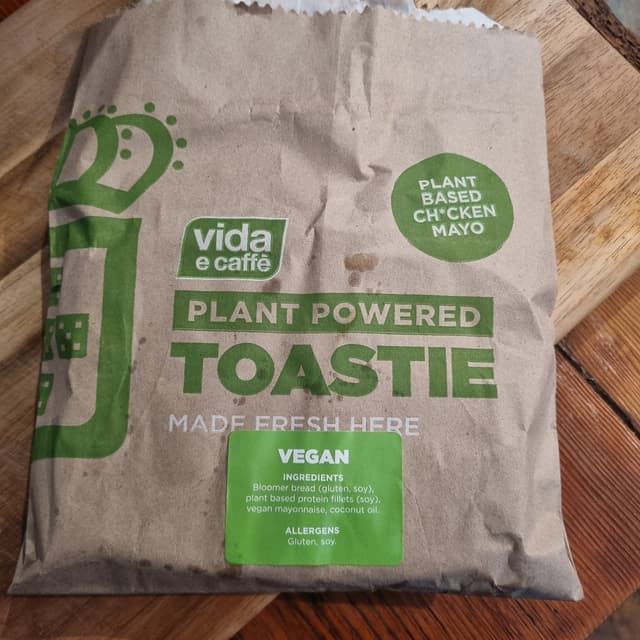 PLANT
BASED
CH*CKEN
MAYO
vida
e caffè
PLANT POWERED
TOASTIE
MADE FRESH HERE
VEGAN
INGREDIENTS
Bloomer bread (gluten, soy),
plant based protein fillets (soy),
vegan mayonnaise, coconut oil.
ALLERGENS
Gluten, soy.